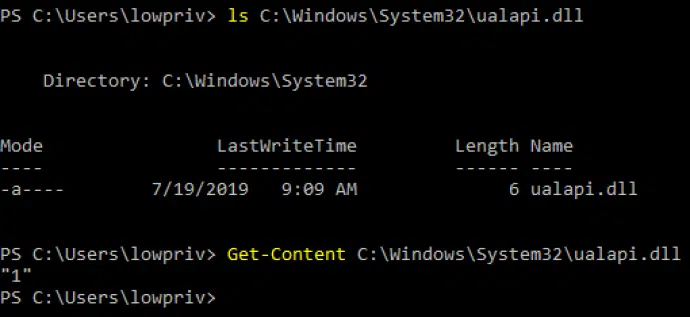 PS C:\Users\lowpriv> ls C:\Windows\System32\ualapi.dll
Directory: C:\Windows\System32
Mode LastWriteTime Length Name
---- ------------- ------ ----
-a---- 7/19/2019 9:09 AM 6 ualapi.dll
PS C:\Users\lowpriv> Get-Content C:\Windows\System32\ualapi.dll
"1"
PS C:\Users\lowpriv>